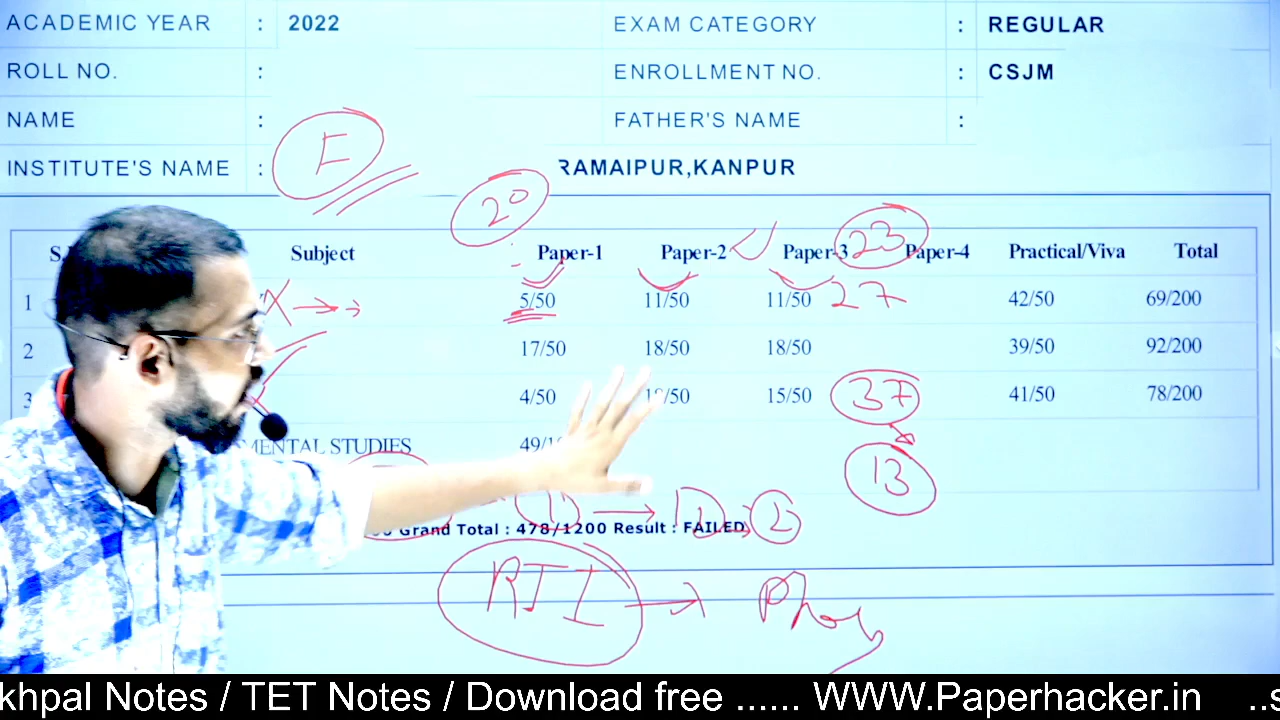 ACADEMIC YEAR : 2022 EXAM CATEGORY : REGULAR
ROLL NO. : ENROLLMENT NO. : CSJM
NAME : FATHER'S NAME :
INSTITUTE'S NAME : RAMAIPUR,KANPUR
E
20
23
Subject Paper-1 Paper-2 Paper-3 Paper-4 Practical/Viva Total
1 5/50 11/50 11/50 27 42/50 69/200
2 17/50 18/50 18/50 39/50 92/200
3 4/50 /50 15/50 37 41/50 78/200
MENTAL STUDIES 49/
13
Grand Total : 478/1200 Result : FAILED
2
RTI
khpal Notes / TET Notes / Download free ...... WWW.Paperhacker.in ..s